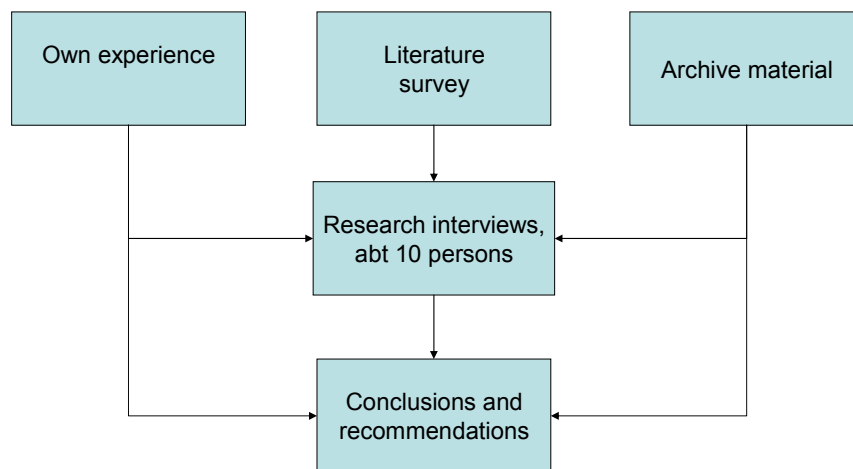 Own experience
Literature
survey
Archive material
Research interviews,
abt 10 persons
Conclusions and
recommendations